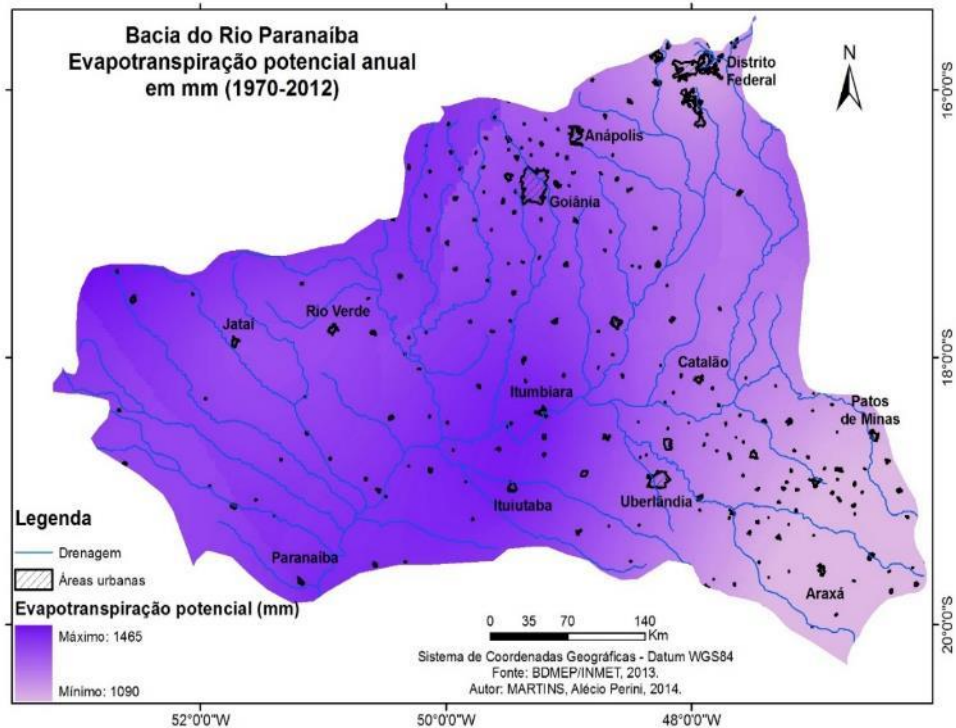 Bacia do Rio Paranaíba
Evapotranspiração potencial anual
em mm (1970-2012)
N
Distrito
Federal
Anápolis
Goiânia
Rio Verde
Jataí
Catalão
Itumbiara
Patos
de Minas
Ituiutaba
Uberlândia
Paranaíba
Araxá
16°0'0"S
18°0'0"S
20°0'0"S
Legenda
Drenagem
Áreas urbanas
Evapotranspiração potencial (mm)
Máximo: 1465
Mínimo: 1090
0 35 70 140
Km
Sistema de Coordenadas Geográficas - Datum WGS84
Fonte: BDMEP/INMET, 2013.
Autor: MARTINS, Alécio Perini, 2014.
52°0'0"W 50°0'0"W 48°0'0"W